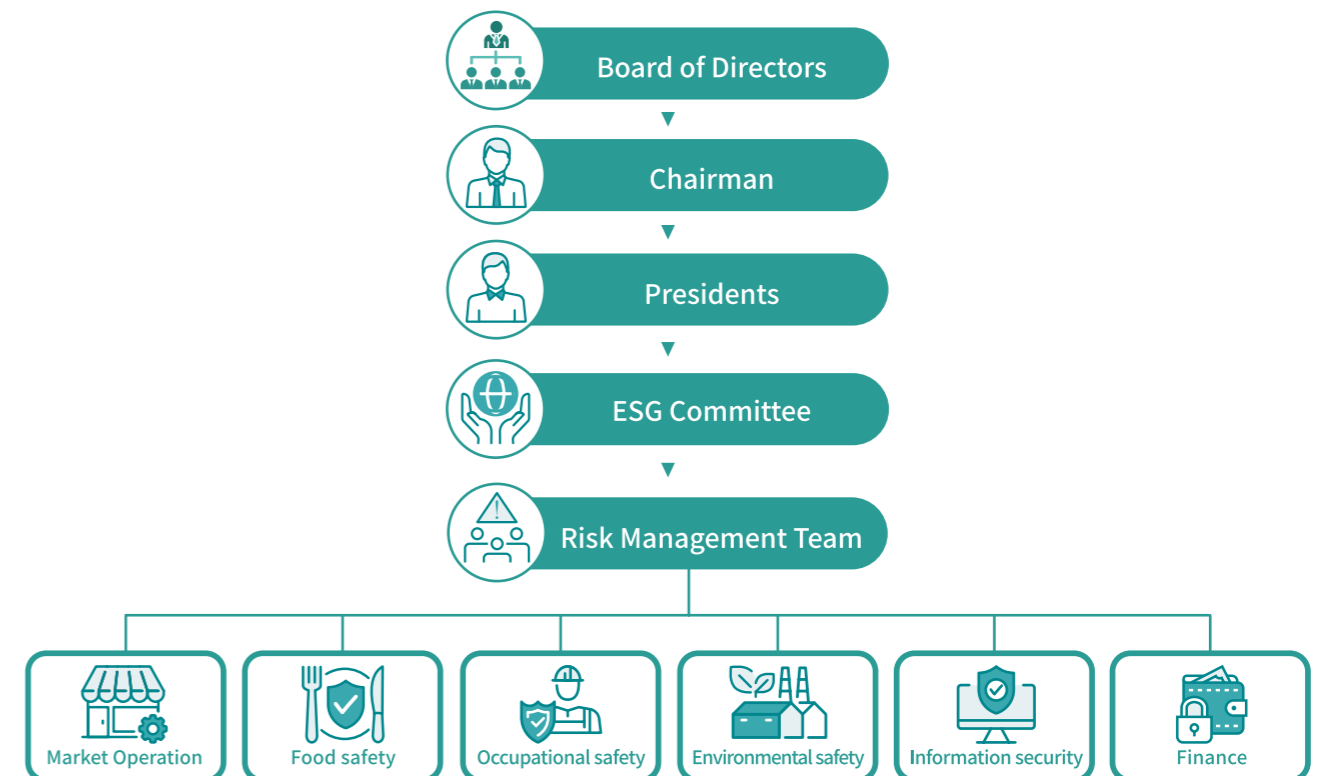 Board of Directors
Chairman
Presidents
ESG Committee
Risk Management Team
Market Operation
Food safety
Occupational safety
Environmental safety
Information security
Finance